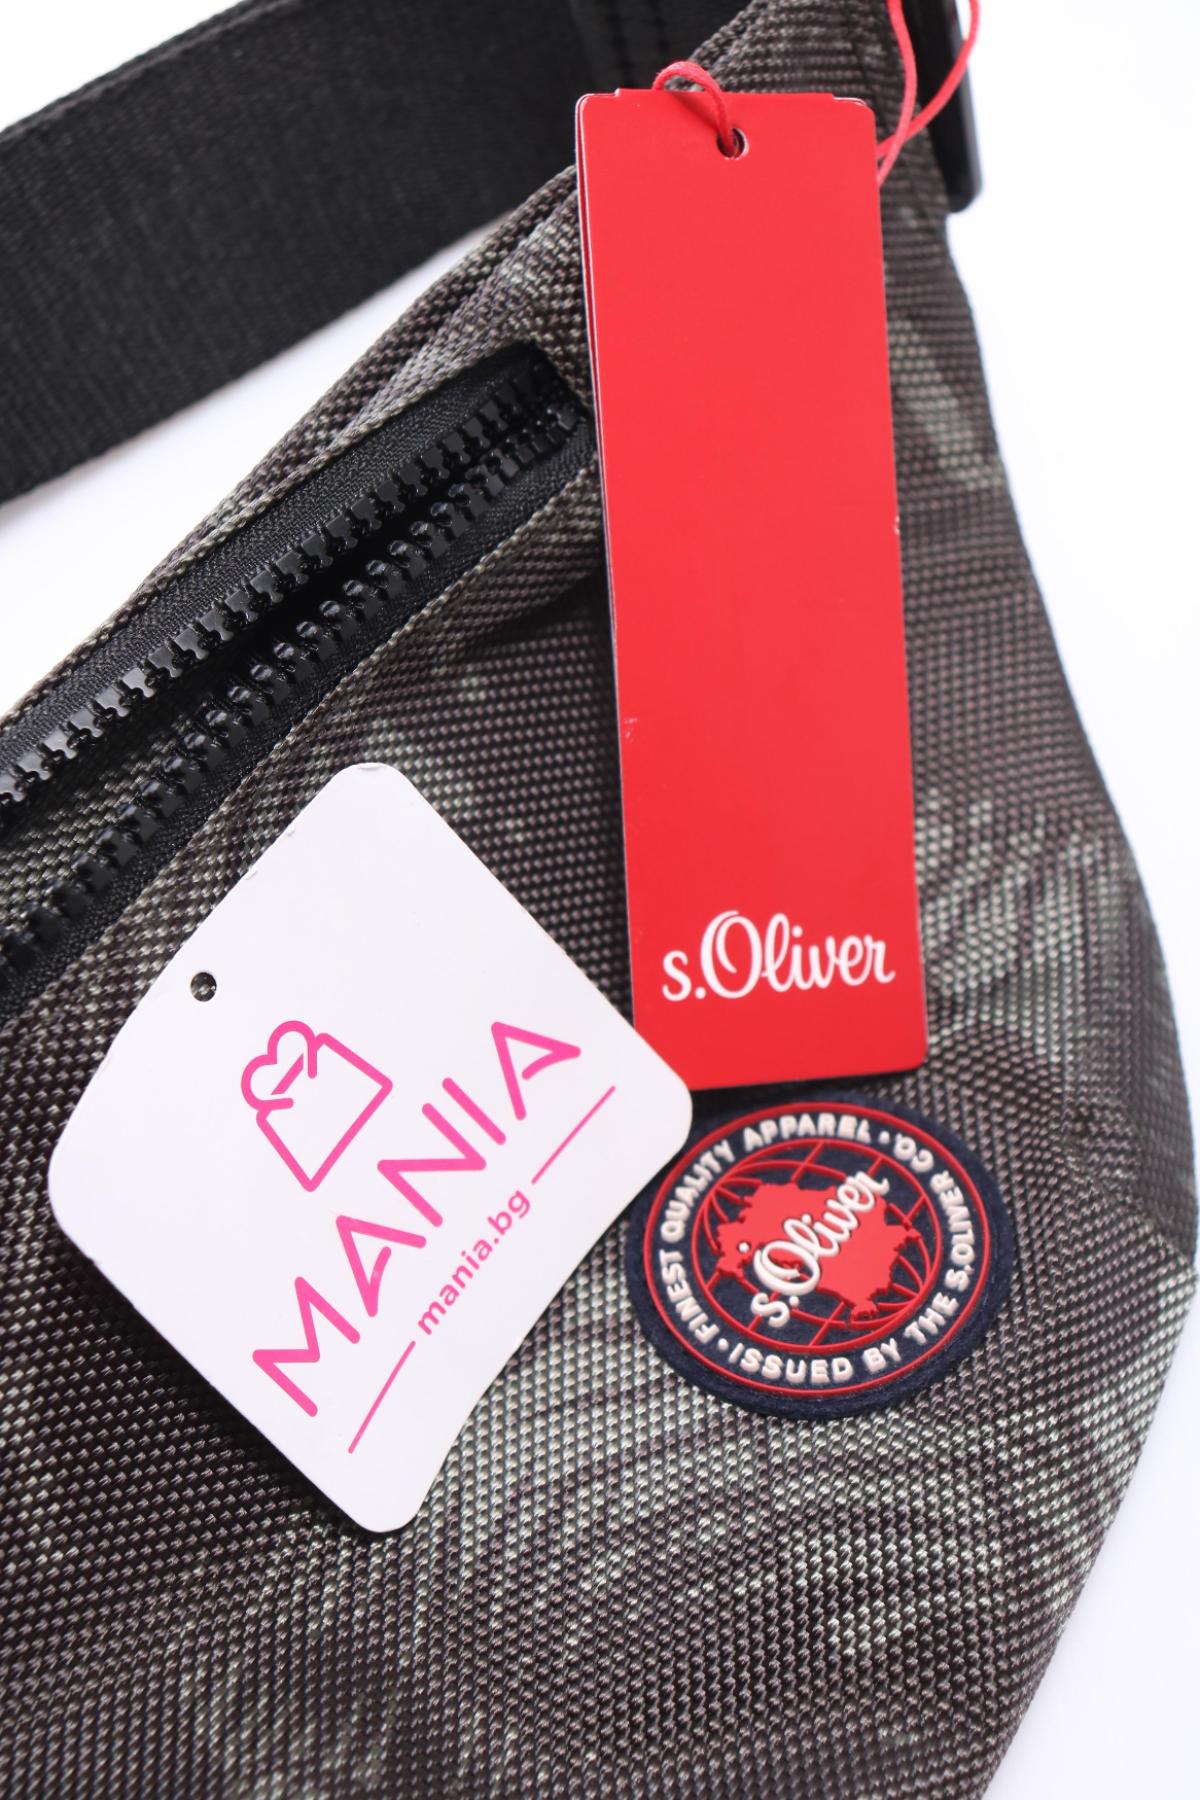 s.Oliver
MANIA
mania.bg
• FINEST QUALITY APPAREL •
s.Oliver
ISSUED BY THE S.OLIVER CO.